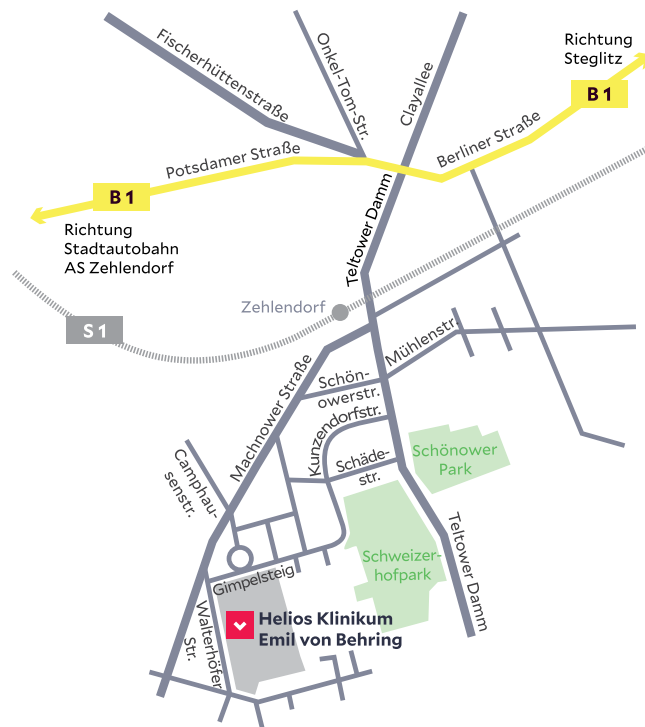 Richtung
Steglitz
B 1
Fischerhüttenstraße
Onkel-Tom-Str.
Clayallee
Berliner Straße
Potsdamer Straße
B 1
Richtung
Stadtautobahn
AS Zehlendorf
Teltower Damm
Zehlendorf
S 1
Mühlenstr.
Machnower Straße
Schön-
owerstr.
Kunzendorfstr.
Schäde-
str.
Schönower
Park
Camphau-
senstr.
Schweizer-
hofpark
Teltower Damm
Gimpelsteig
Walterhöfer
Str.
Helios Klinikum
Emil von Behring